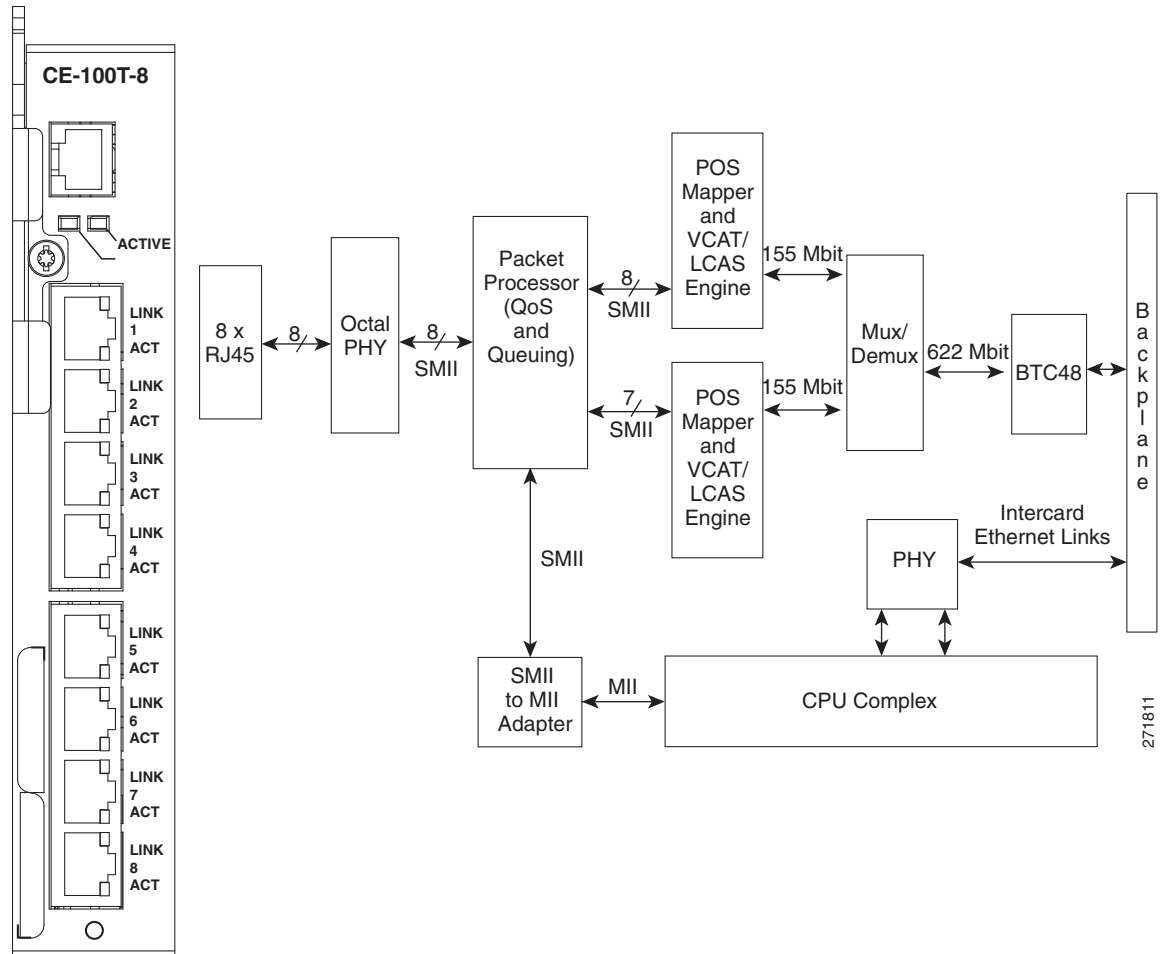 CE-100T-8
ACTIVE
LINK
1
ACT
LINK
2
ACT
LINK
3
ACT
LINK
4
ACT
LINK
5
ACT
LINK
6
ACT
LINK
7
ACT
LINK
8
ACT
8 x
RJ45
8
Octal
PHY
8
SMII
Packet
Processor
(QoS
and
Queuing)
8
SMII
POS
Mapper
and
VCAT/
LCAS
Engine
155 Mbit
7
SMII
POS
Mapper
and
VCAT/
LCAS
Engine
155 Mbit
Mux/
Demux
622 Mbit
BTC48
Backplane
SMII
SMII
to MII
Adapter
MII
CPU Complex
PHY
Intercard
Ethernet Links
271811